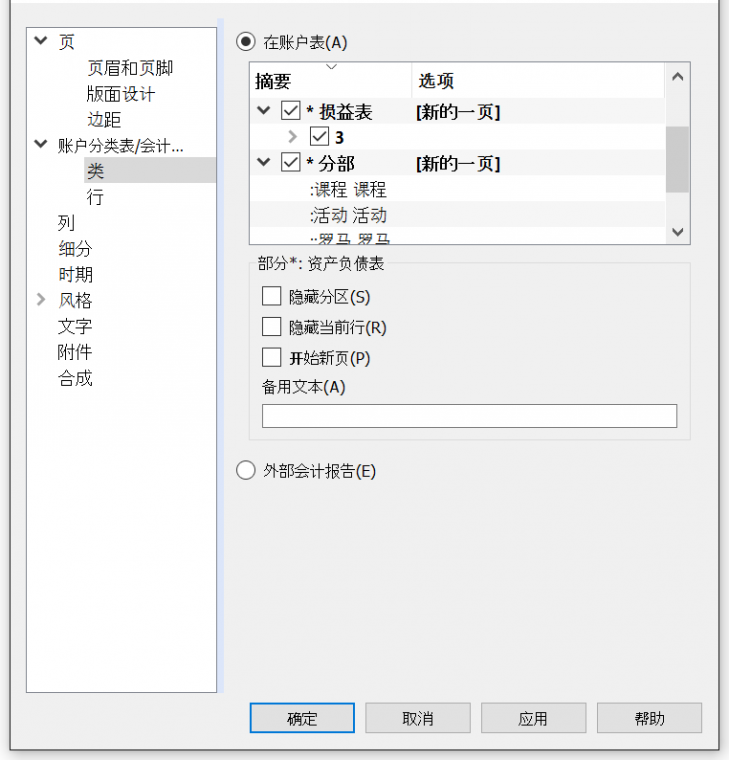 页
页眉和页脚
版面设计
边距
账户分类表/会计...
类
行
列
细分
时期
风格
文字
附件
合成
在账户表(A)
摘要 选项
* 损益表 [新的一页]
3
* 分部 [新的一页]
:课程 课程
:活动 活动
::罗马 罗马
部分*: 资产负债表
隐藏分区(S)
隐藏当前行(R)
开始新页(P)
备用文本(A)
外部会计报告(E)
确定 取消 应用 帮助